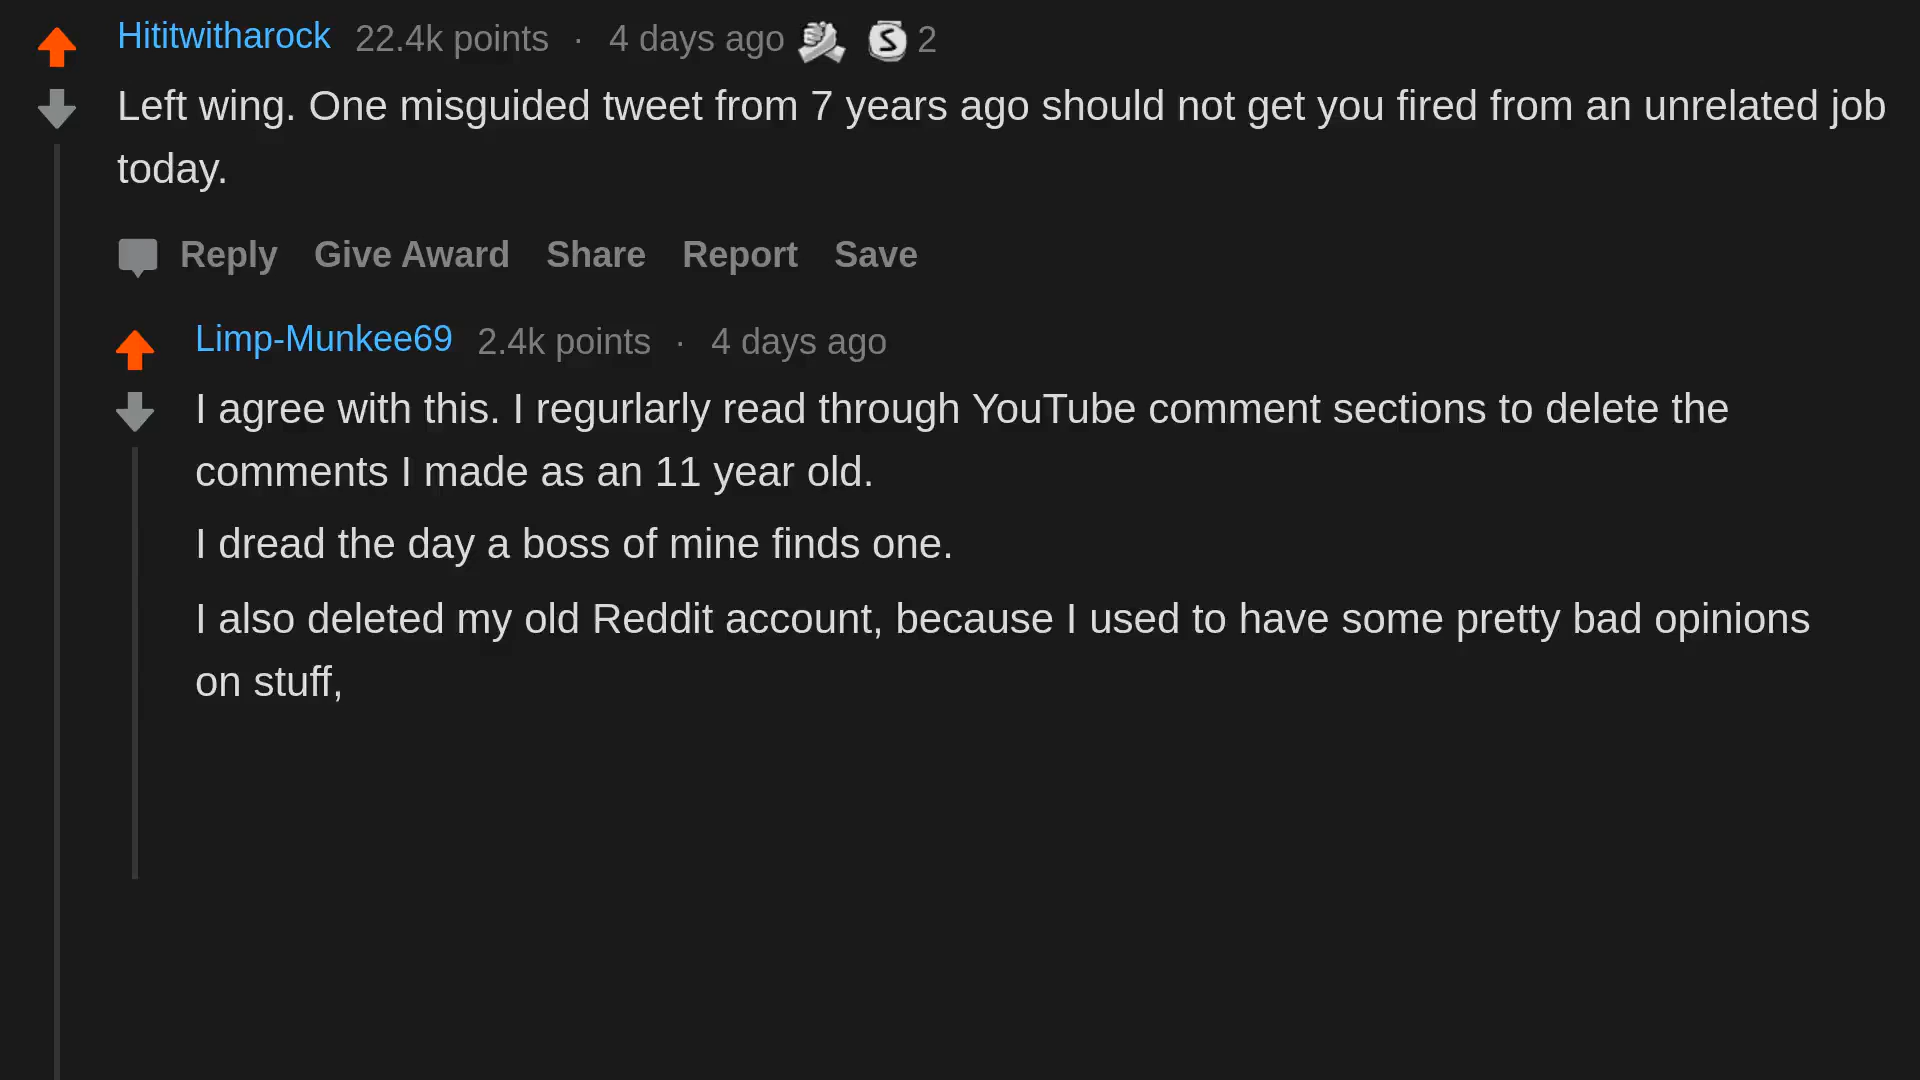 Hititwitharock 22.4k points · 4 days ago 2
Left wing. One misguided tweet from 7 years ago should not get you fired from an unrelated job
today.
Reply Give Award Share Report Save
Limp-Munkee69 2.4k points · 4 days ago
I agree with this. I regurlarly read through YouTube comment sections to delete the
comments I made as an 11 year old.
I dread the day a boss of mine finds one.
I also deleted my old Reddit account, because I used to have some pretty bad opinions
on stuff,